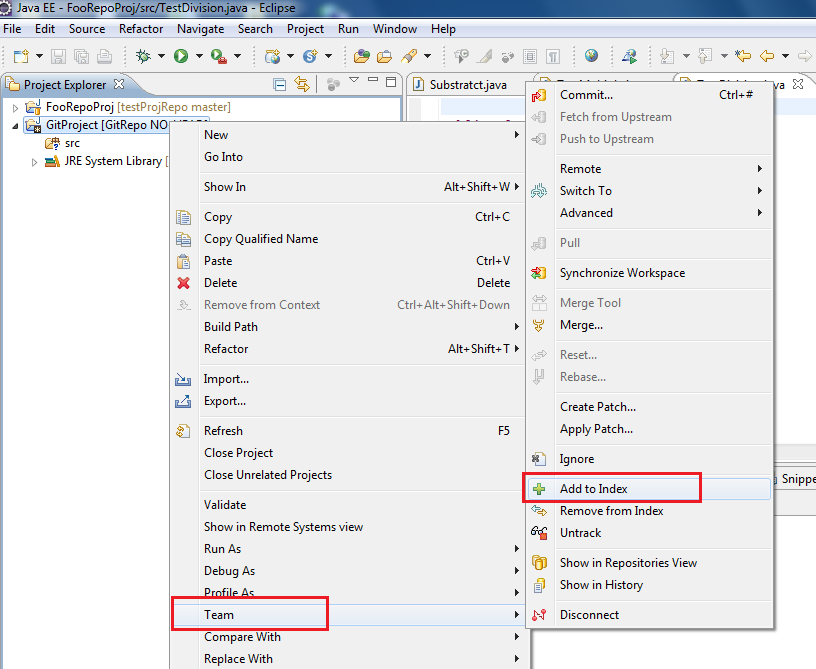 Java EE - FooRepoProj/src/TestDivision.java - Eclipse
File Edit Source Refactor Navigate Search Project Run Window Help
Project Explorer
FooRepoProj [testProjRepo master]
GitProject [GitRepo
src
JRE System Library [
Substratct.java
New
Go Into
Show In Alt+Shift+W
Copy Ctrl+C
Copy Qualified Name
Paste Ctrl+V
Delete Delete
Remove from Context Ctrl+Alt+Shift+Down
Build Path
Refactor Alt+Shift+T
Import...
Export...
Refresh F5
Close Project
Close Unrelated Projects
Validate
Show in Remote Systems view
Run As
Debug As
Profile As
Team
Compare With
Replace With
Commit... Ctrl+#
Fetch from Upstream
Push to Upstream
Remote
Switch To
Advanced
Pull
Synchronize Workspace
Merge Tool
Merge...
Reset...
Rebase...
Create Patch...
Apply Patch...
Ignore
Add to Index
Remove from Index
Untrack
Show in Repositories View
Show in History
Disconnect
Snippe